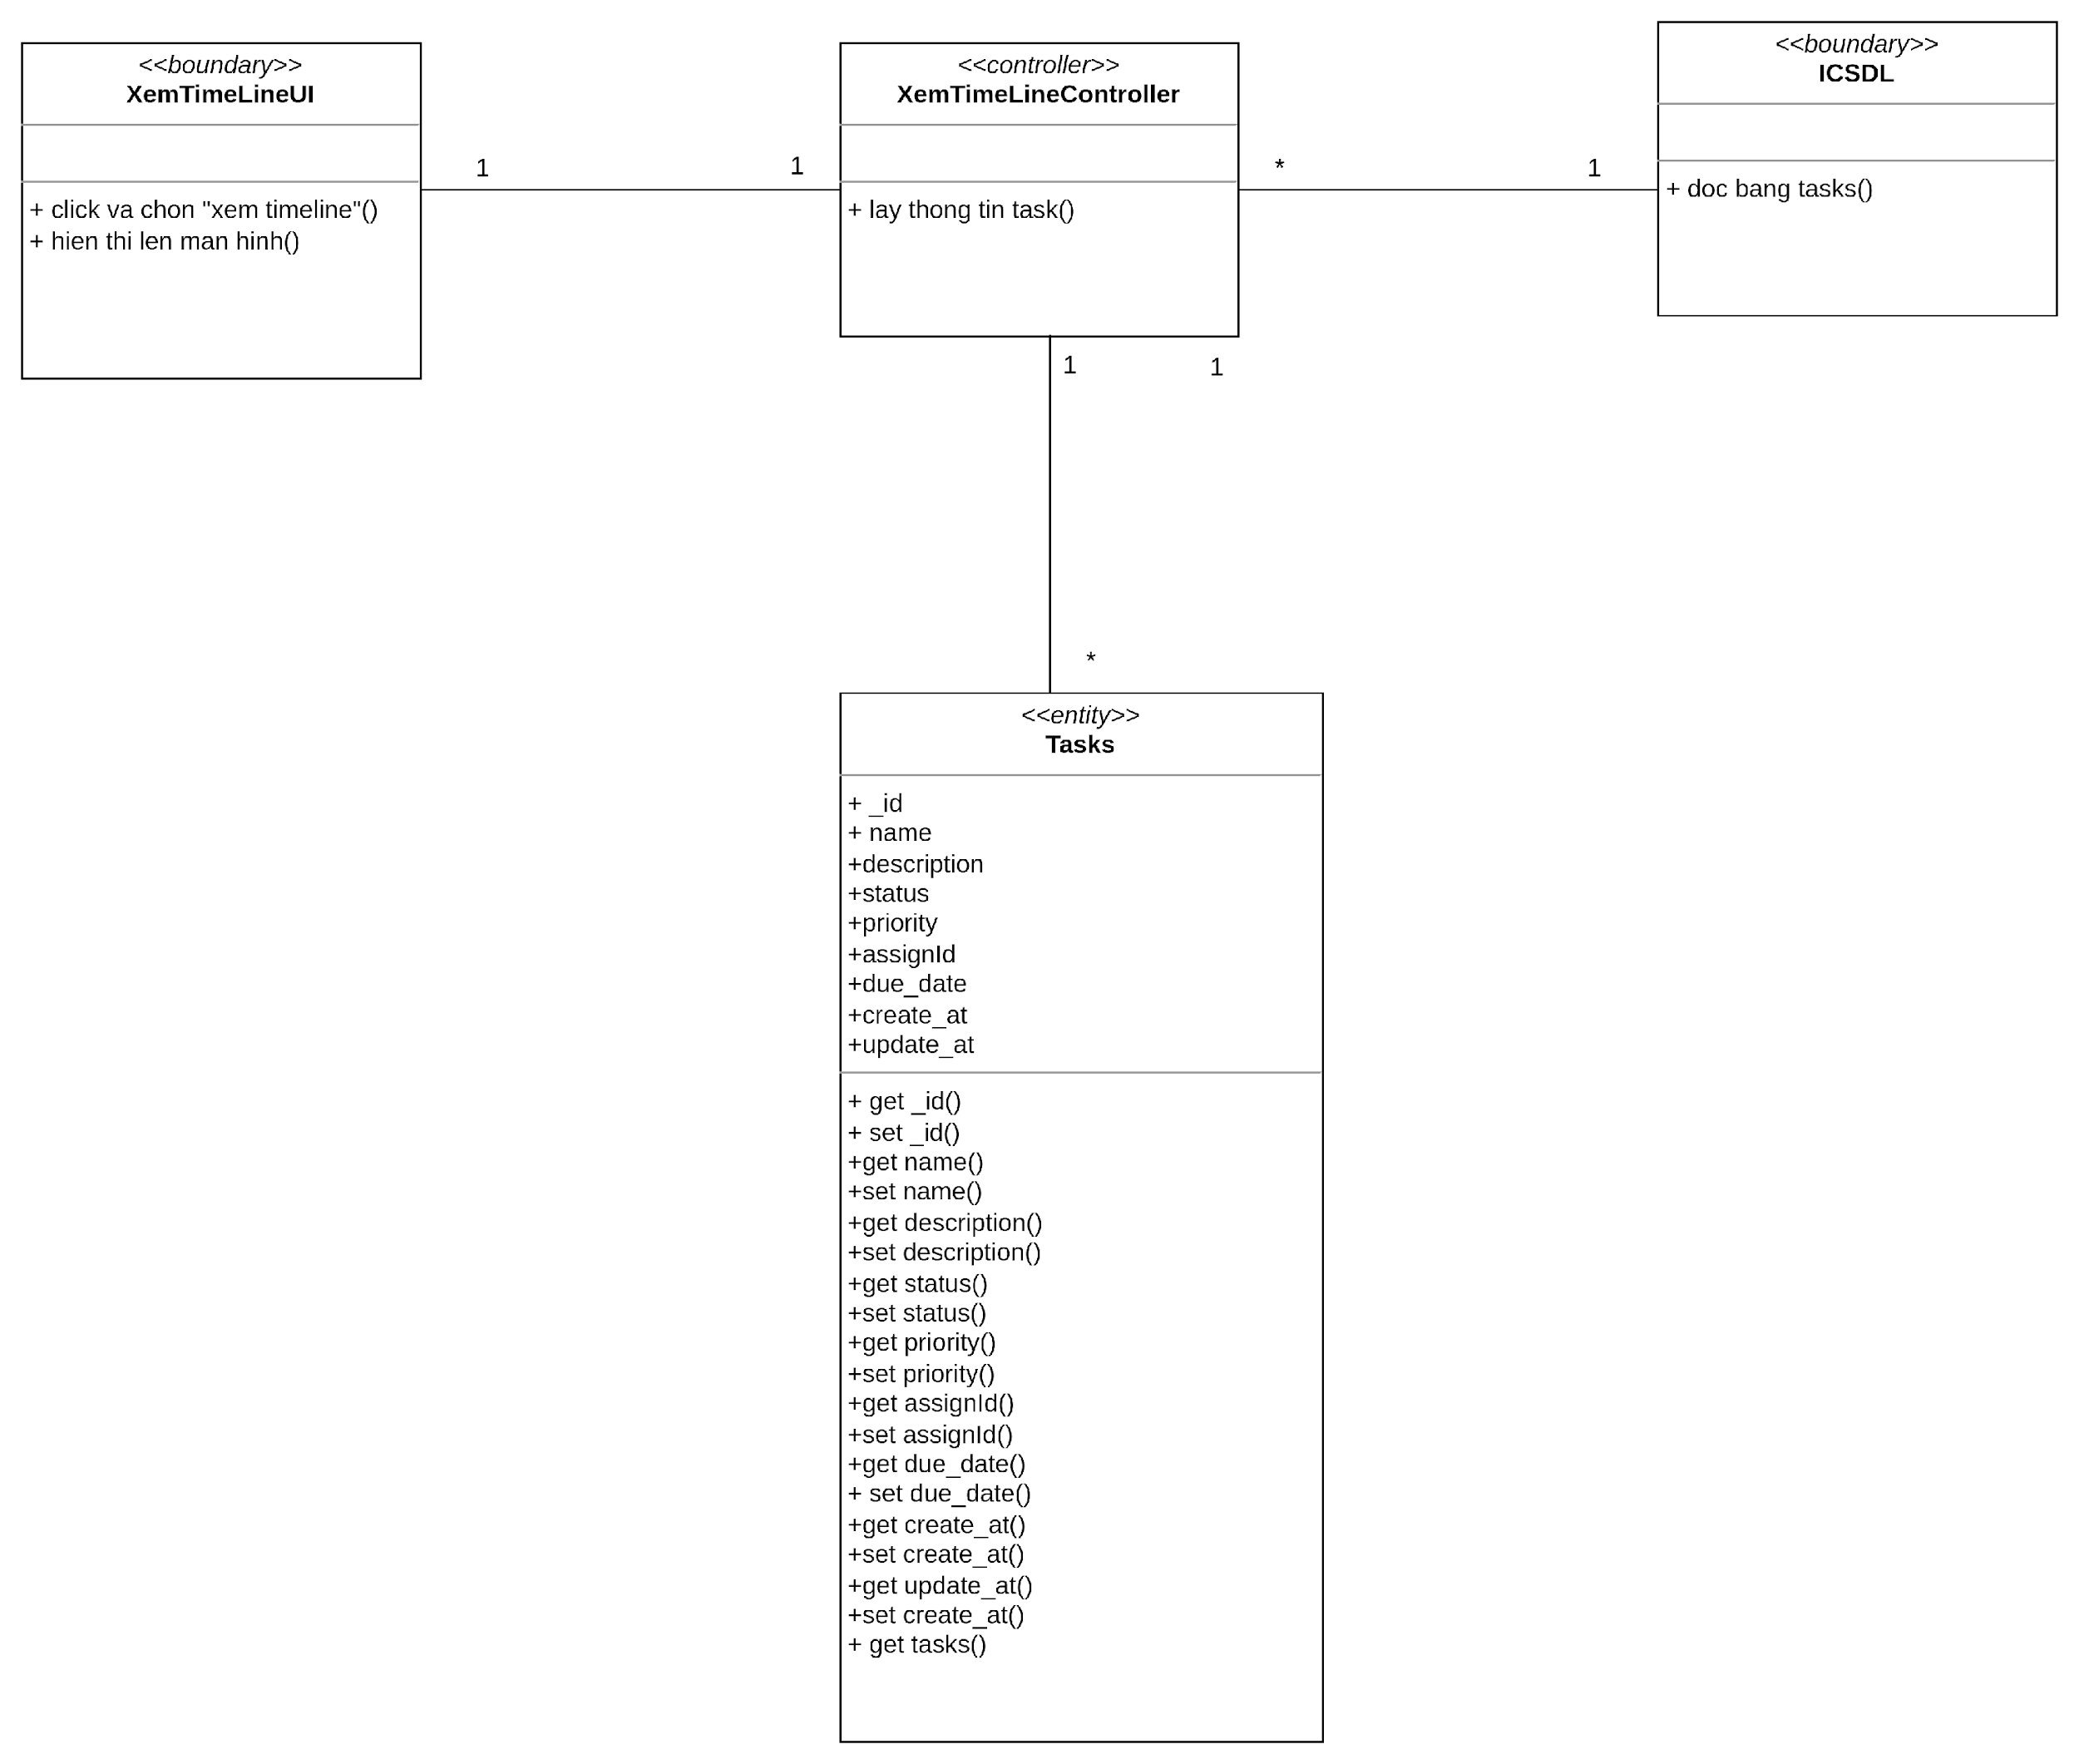 <<boundary>>
XemTimeLineUI
+ click va chon "xem timeline"()
+ hien thi len man hinh()
1
1
<<controller>>
XemTimeLineController
+ lay thong tin task()
*
1
<<boundary>>
ICSDL
+ doc bang tasks()
1
1
*
<<entity>>
Tasks
+ _id
+ name
+description
+status
+priority
+assignId
+due_date
+create_at
+update_at
+ get _id()
+ set _id()
+get name()
+set name()
+get description()
+set description()
+get status()
+set status()
+get priority()
+set priority()
+get assignId()
+set assignId()
+get due_date()
+ set due_date()
+get create_at()
+set create_at()
+get update_at()
+set create_at()
+ get tasks()